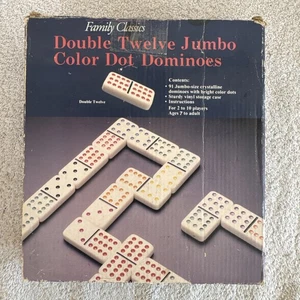 Family Classics
Double Twelve Jumbo
Color Dot Dominoes
Double Twelve
Contents:
• 91 Jumbo-size crystalline
dominoes with bright color dots
• Sturdy vinyl storage case
• Instructions
For 2 to 10 players
Ages 7 to adult